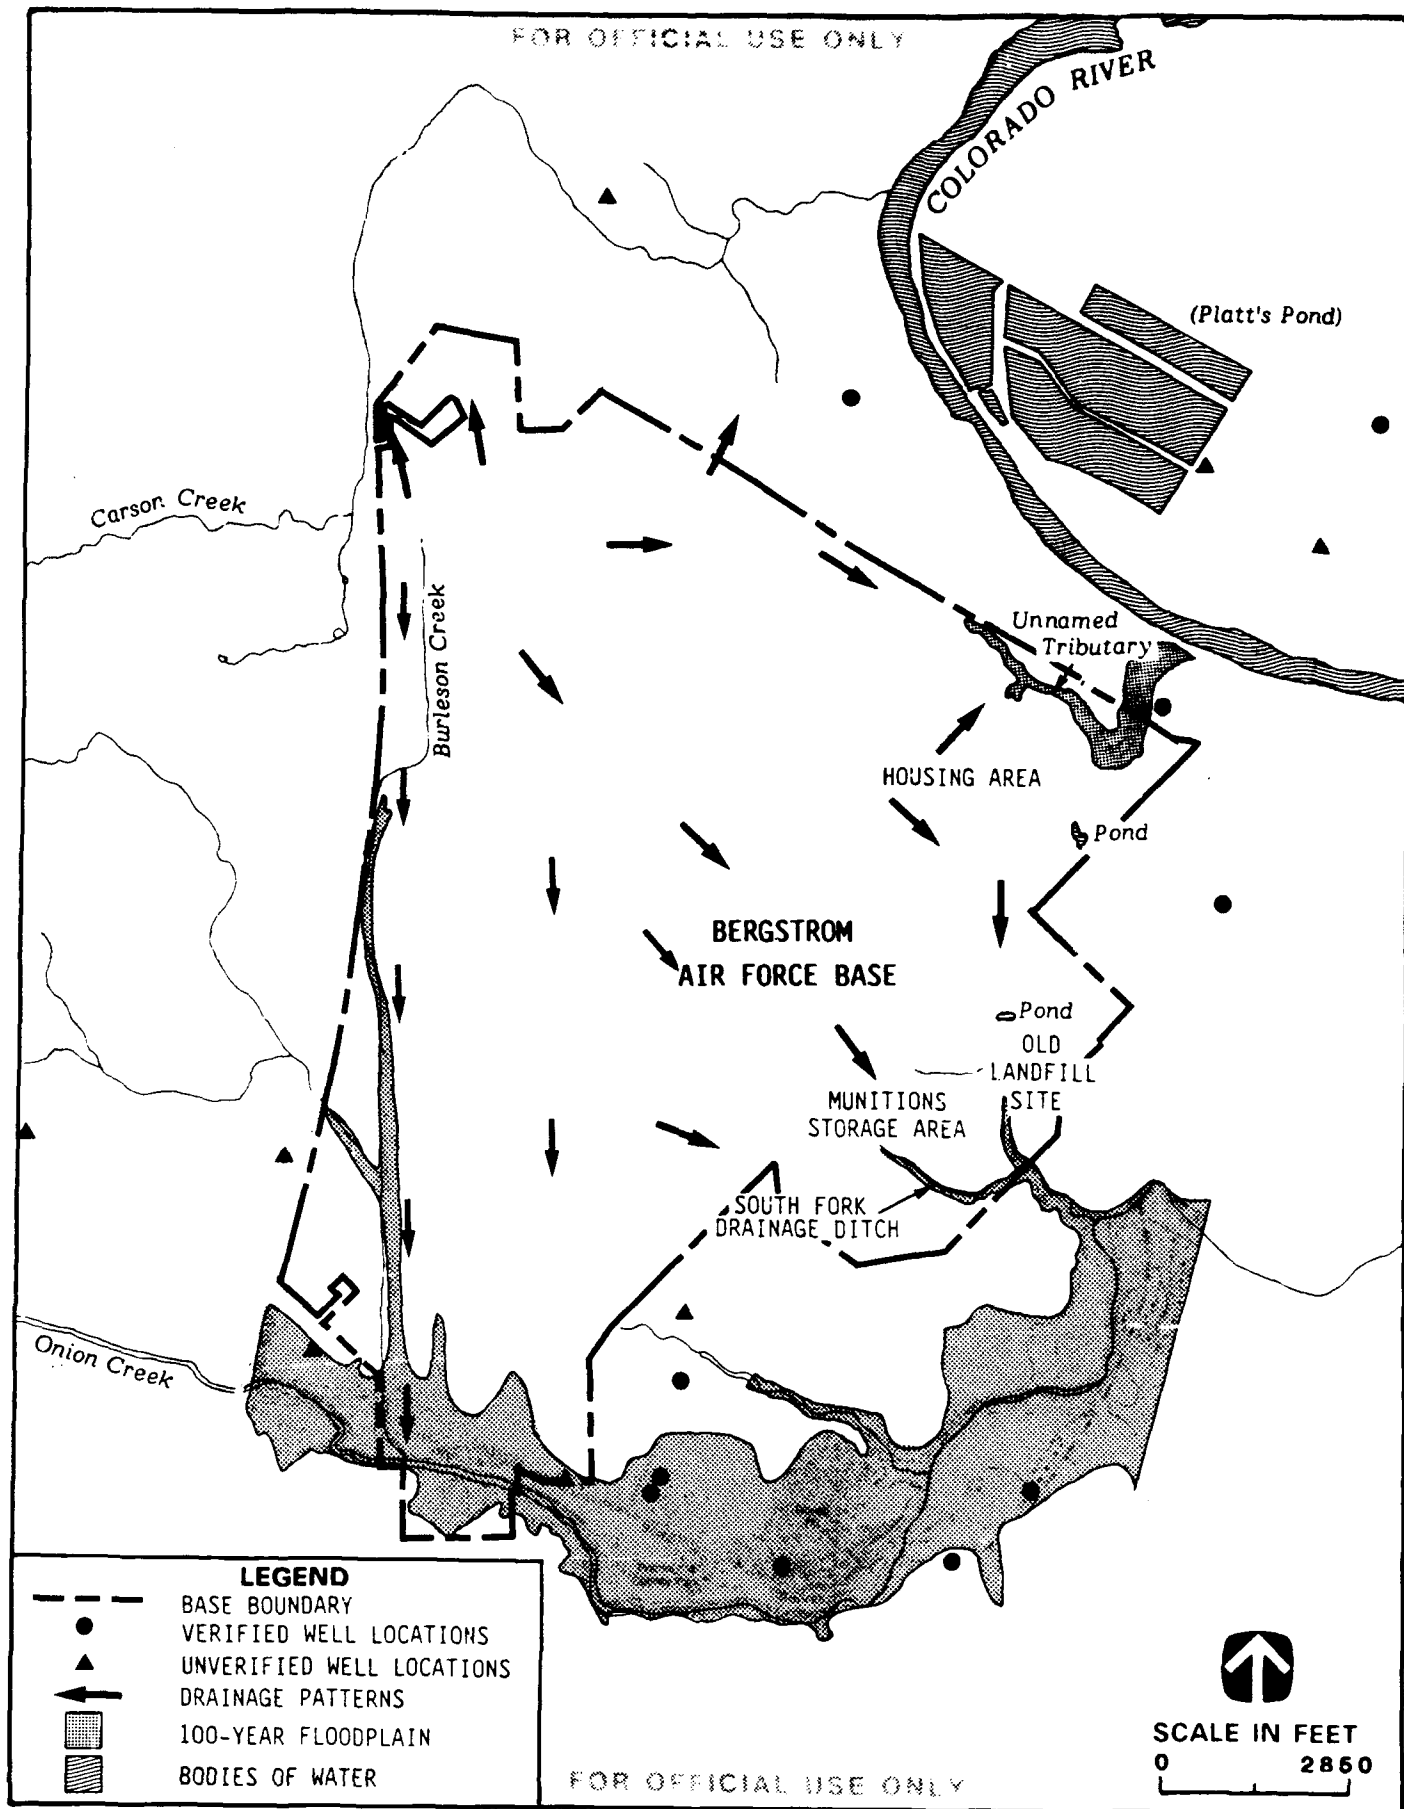 FOR OFFICIAL USE ONLY
COLORADO RIVER
(Platt's Pond)
Carson Creek
Burleson Creek
Unnamed
Tributary
HOUSING AREA
Pond
BERGSTROM
AIR FORCE BASE
Pond
OLD
LANDFILL
SITE
MUNITIONS
STORAGE AREA
SOUTH FORK
DRAINAGE DITCH
Onion Creek
LEGEND
BASE BOUNDARY
VERIFIED WELL LOCATIONS
UNVERIFIED WELL LOCATIONS
DRAINAGE PATTERNS
100-YEAR FLOODPLAIN
BODIES OF WATER
SCALE IN FEET
0 2850
FOR OFFICIAL USE ONLY